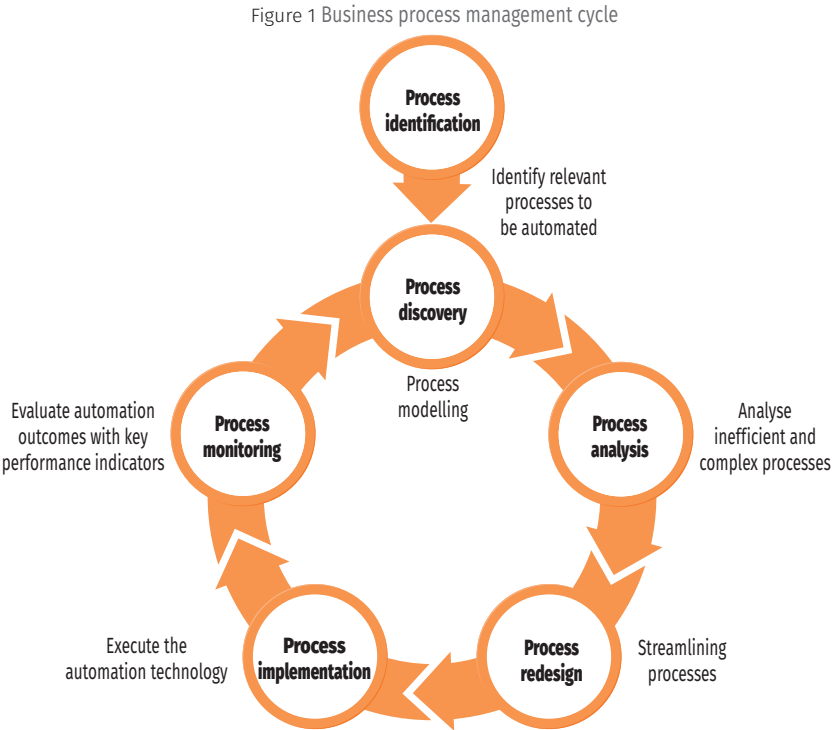 Figure 1 Business process management cycle
Process
identification
Identify relevant
processes to
be automated
Process
discovery
Process
modelling
Process
analysis
Analyse
inefficient and
complex processes
Process
redesign
Streamlining
processes
Process
implementation
Execute the
automation technology
Process
monitoring
Evaluate automation
outcomes with key
performance indicators